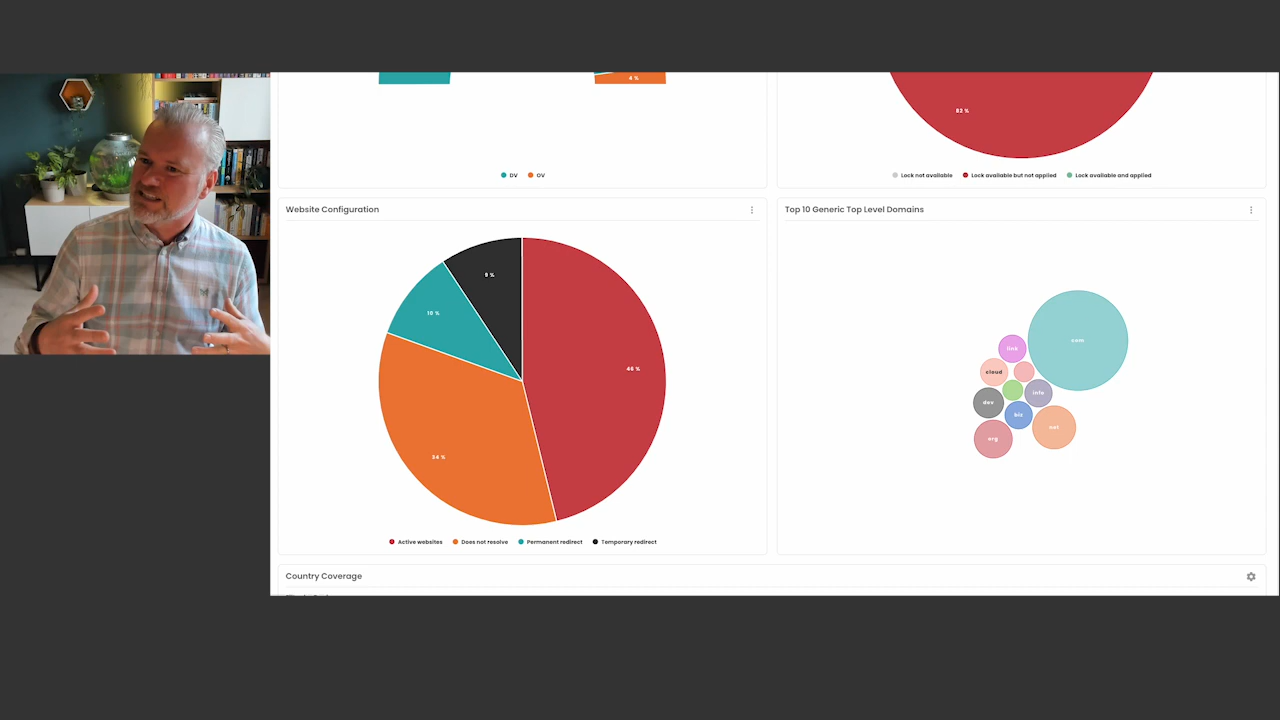 4 %
82 %
DV OV
Lock not available Lock available but not applied Lock available and applied
Website Configuration
Top 10 Generic Top Level Domains
10 %
46 %
34 %
com
link
cloud
info
dev
biz
net
org
Active websites Does not resolve Permanent redirect Temporary redirect
Country Coverage